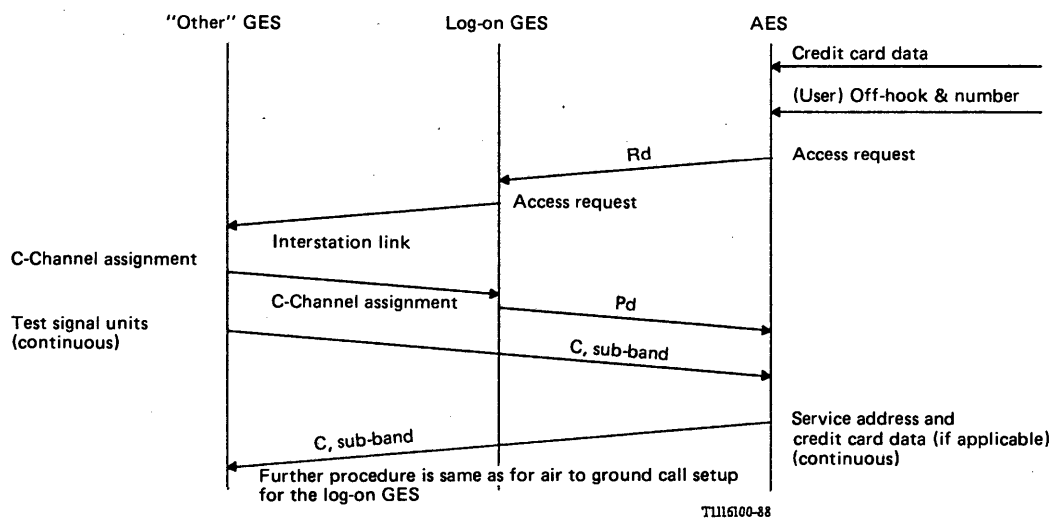 "Other" GES
Log-on GES
AES
Credit card data
(User) Off-hook & number
Rd
Access request
Access request
Interstation link
C-Channel assignment
C-Channel assignment
Pd
Test signal units
(continuous)
C, sub-band
Service address and
credit card data (if applicable)
(continuous)
C, sub-band
Further procedure is same as for air to ground call setup
for the log-on GES
T1116100-88